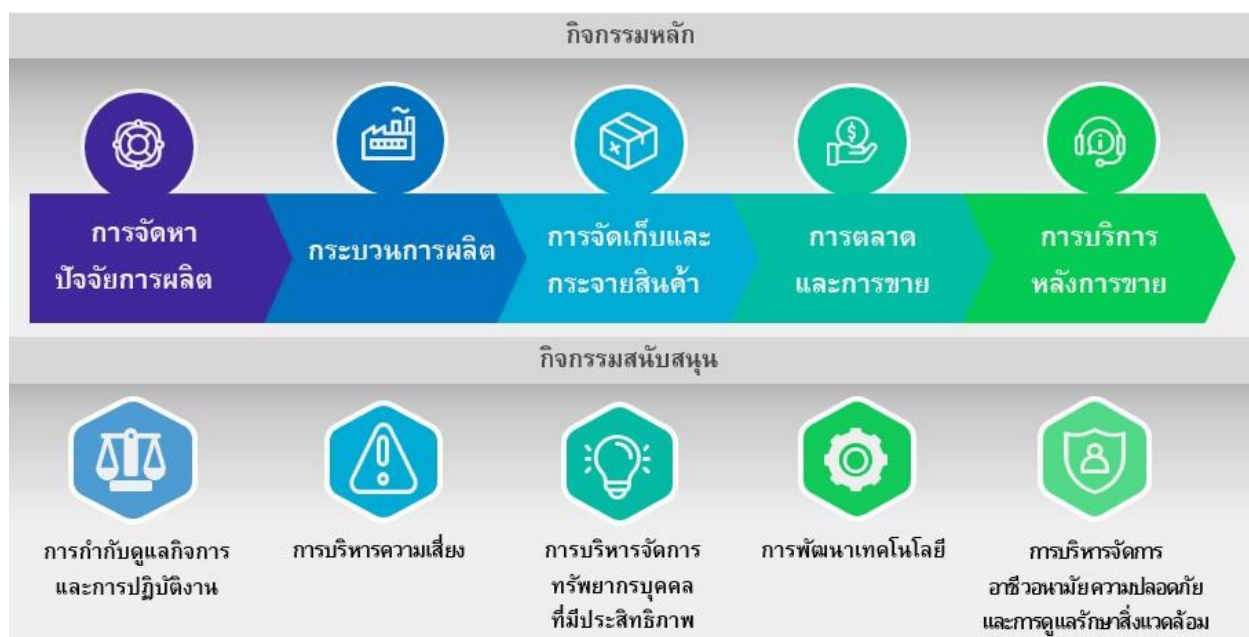 กิจกรรมหลัก
การจัดหา
ปัจจัยการผลิต
กระบวนการผลิต
การจัดเก็บและ
กระจายสินค้า
การตลาด
และการขาย
การบริการ
หลังการขาย
กิจกรรมสนับสนุน
การกำกับดูแลกิจการ
และการปฏิบัติงาน
การบริหารความเสี่ยง
การบริหารจัดการ
ทรัพยากรบุคคล
ที่มีประสิทธิภาพ
การพัฒนาเทคโนโลยี
การบริหารจัดการ
อาชีวอนามัยความปลอดภัย
และการดูแลรักษาสิ่งแวดล้อม